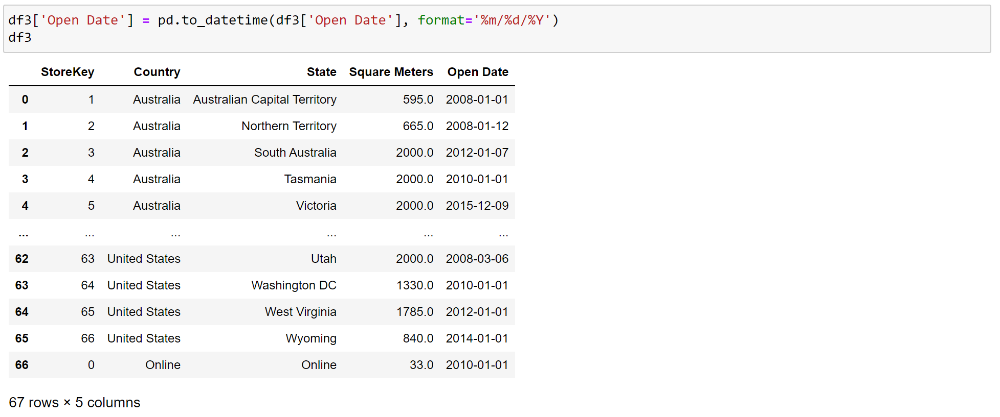 df3['Open Date'] = pd.to_datetime(df3['Open Date'], format='%m/%d/%Y')
df3
StoreKey Country State Square Meters Open Date
0 1 Australia Australian Capital Territory 595.0 2008-01-01
1 2 Australia Northern Territory 665.0 2008-01-12
2 3 Australia South Australia 2000.0 2012-01-07
3 4 Australia Tasmania 2000.0 2010-01-01
4 5 Australia Victoria 2000.0 2015-12-09
... ... ... ... ... ...
62 63 United States Utah 2000.0 2008-03-06
63 64 United States Washington DC 1330.0 2010-01-01
64 65 United States West Virginia 1785.0 2012-01-01
65 66 United States Wyoming 840.0 2014-01-01
66 0 Online Online 33.0 2010-01-01
67 rows × 5 columns